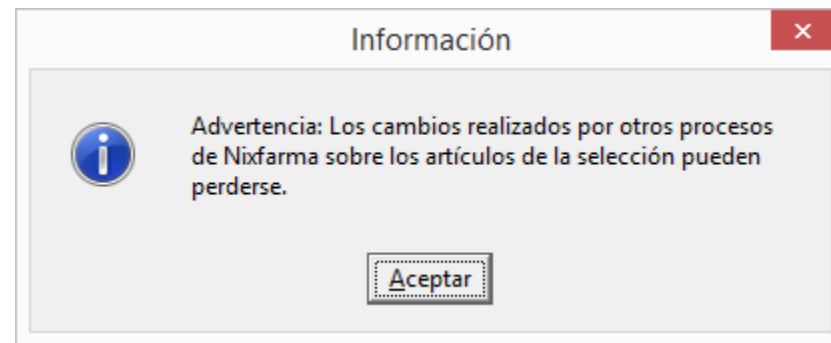 Información
Advertencia: Los cambios realizados por otros procesos
de Nixfarma sobre los artículos de la selección pueden
perderse.
Aceptar